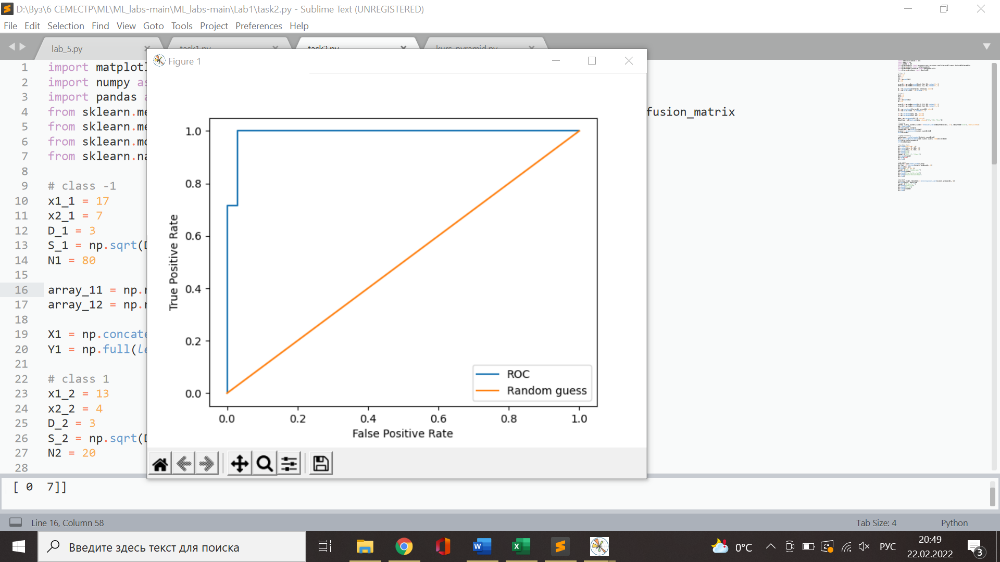 D:\Вуз\6 СЕМЕСТР\ML\ML_labs-main\ML_labs-main\Lab1\task2.py - Sublime Text (UNREGISTERED)
File Edit Selection Find View Goto Tools Project Preferences Help
lab_5.py task1.py task2.py kurs-pyramid.py
Figure 1
1 import matplotl
2 import numpy as
3 import pandas a
4 from sklearn.me fusion_matrix
5 from sklearn.me
6 from sklearn.mo
7 from sklearn.na
8
9 # class -1
10 x1_1 = 17
11 x2_1 = 7
12 D_1 = 3
13 S_1 = np.sqrt(D
14 N1 = 80
15
16 array_11 = np.r
17 array_12 = np.r
18
19 X1 = np.concate
20 Y1 = np.full(le
21
22 # class 1
23 x1_2 = 13
24 x2_2 = 4
25 D_2 = 3
26 S_2 = np.sqrt(D
27 N2 = 20
28
1.0
0.8
0.6
0.4
0.2
0.0
True Positive Rate
ROC
Random guess
0.0 0.2 0.4 0.6 0.8 1.0
False Positive Rate
[ 0 7]]
Line 16, Column 58 Tab Size: 4 Python
Введите здесь текст для поиска
0°C РУС 20:49
22.02.2022
3